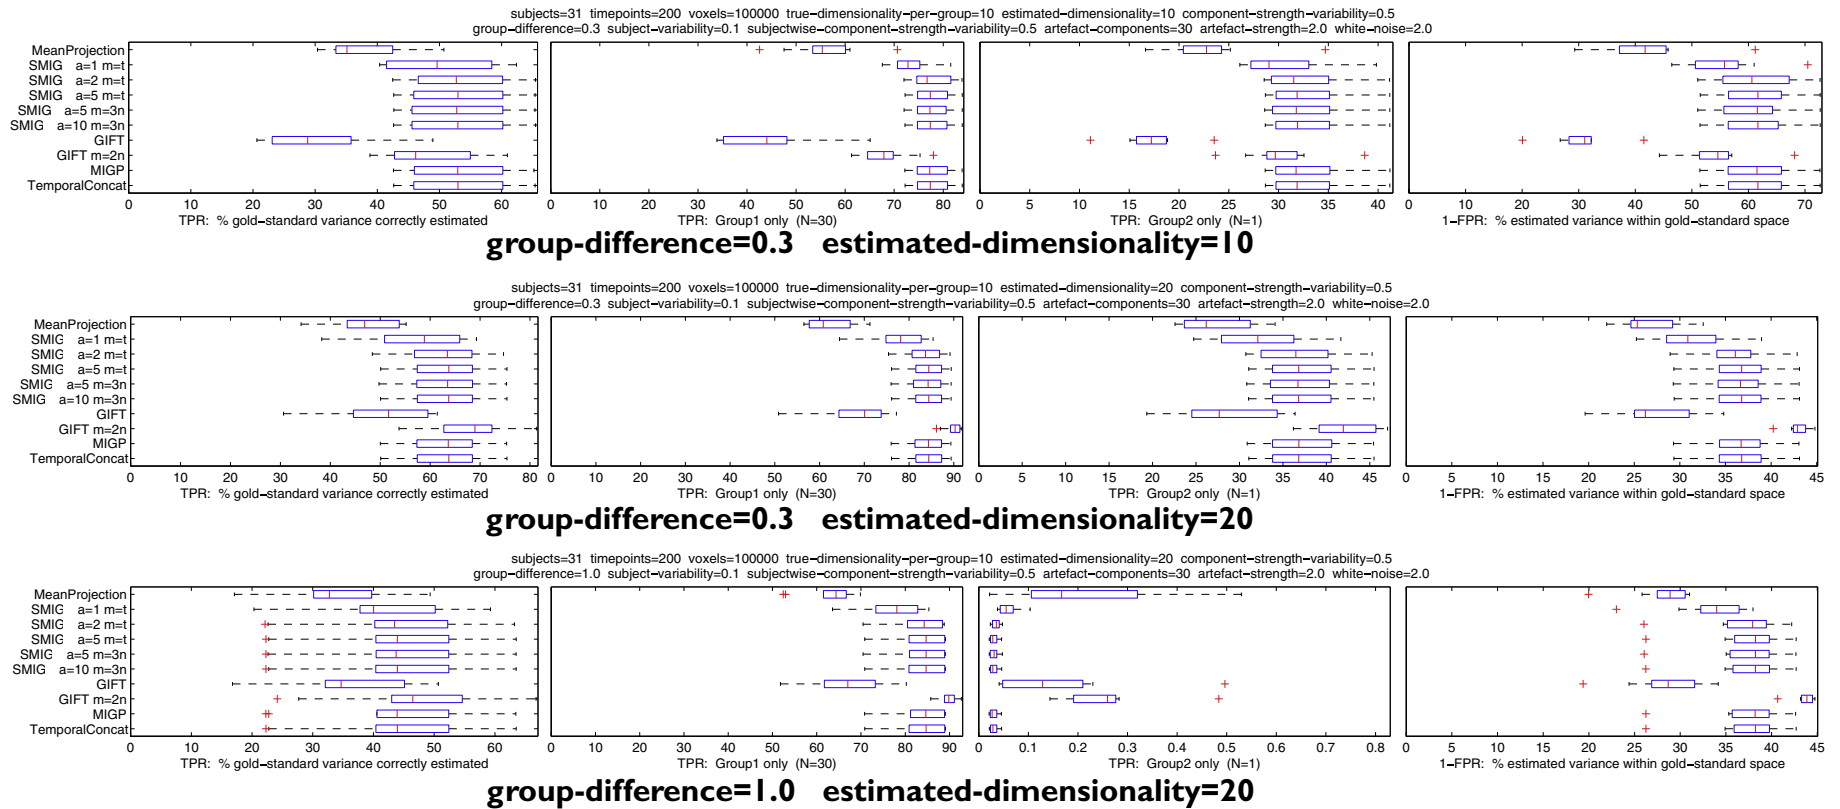 subjects=31 timepoints=200 voxels=100000 true-dimensionality-per-group=10 estimated-dimensionality=10 component-strength-variability=0.5
group-difference=0.3 subject-variability=0.1 subjectwise-component-strength-variability=0.5 artefact-components=30 artefact-strength=2.0 white-noise=2.0
MeanProjection
SMIG a=1 m=t
SMIG a=2 m=t
SMIG a=5 m=t
SMIG a=5 m=3n
SMIG a=10 m=3n
GIFT
GIFT m=2n
MIGP
TemporalConcat
0 10 20 30 40 50 60
0 10 20 30 40 50 60 70 80
0 5 10 15 20 25 30 35 40
0 10 20 30 40 50 60 70
TPR: % gold-standard variance correctly estimated
TPR: Group1 only (N=30)
TPR: Group2 only (N=1)
1-FPR: % estimated variance within gold-standard space
group-difference=0.3 estimated-dimensionality=10
subjects=31 timepoints=200 voxels=100000 true-dimensionality-per-group=10 estimated-dimensionality=20 component-strength-variability=0.5
group-difference=0.3 subject-variability=0.1 subjectwise-component-strength-variability=0.5 artefact-components=30 artefact-strength=2.0 white-noise=2.0
MeanProjection
SMIG a=1 m=t
SMIG a=2 m=t
SMIG a=5 m=t
SMIG a=5 m=3n
SMIG a=10 m=3n
GIFT
GIFT m=2n
MIGP
TemporalConcat
0 10 20 30 40 50 60 70 80
0 10 20 30 40 50 60 70 80 90
0 5 10 15 20 25 30 35 40 45
0 5 10 15 20 25 30 35 40 45
TPR: % gold-standard variance correctly estimated
TPR: Group1 only (N=30)
TPR: Group2 only (N=1)
1-FPR: % estimated variance within gold-standard space
group-difference=0.3 estimated-dimensionality=20
subjects=31 timepoints=200 voxels=100000 true-dimensionality-per-group=10 estimated-dimensionality=20 component-strength-variability=0.5
group-difference=1.0 subject-variability=0.1 subjectwise-component-strength-variability=0.5 artefact-components=30 artefact-strength=2.0 white-noise=2.0
MeanProjection
SMIG a=1 m=t
SMIG a=2 m=t
SMIG a=5 m=t
SMIG a=5 m=3n
SMIG a=10 m=3n
GIFT
GIFT m=2n
MIGP
TemporalConcat
0 10 20 30 40 50 60
0 10 20 30 40 50 60 70 80 90
0 0.1 0.2 0.3 0.4 0.5 0.6 0.7 0.8
0 5 10 15 20 25 30 35 40 45
TPR: % gold-standard variance correctly estimated
TPR: Group1 only (N=30)
TPR: Group2 only (N=1)
1-FPR: % estimated variance within gold-standard space
group-difference=1.0 estimated-dimensionality=20